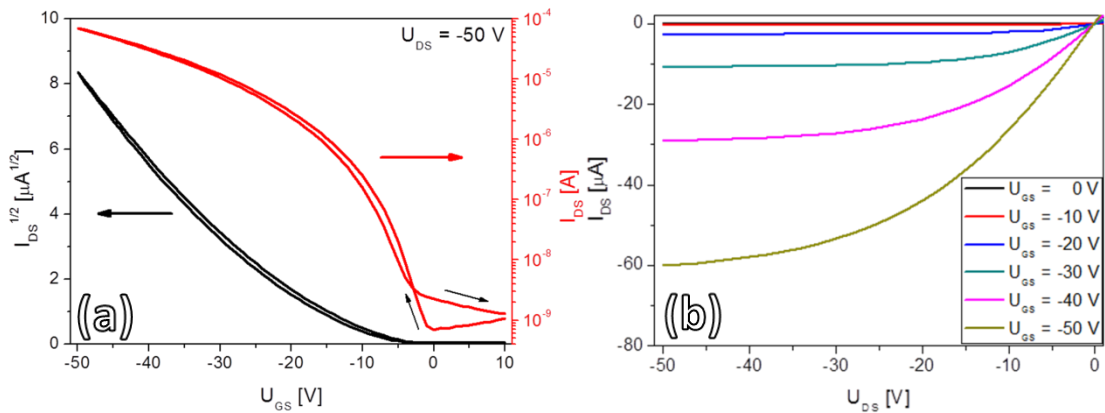 10
8
6
4
2
0
I_DS^1/2 [µA^1/2]
U_DS = -50 V
(a)
10^-4
10^-5
10^-6
10^-7
10^-8
10^-9
I_DS [A]
-50 -40 -30 -20 -10 0 10
U_GS [V]
0
-20
-40
-60
-80
I_DS [µA]
(b)
U_GS = 0 V
U_GS = -10 V
U_GS = -20 V
U_GS = -30 V
U_GS = -40 V
U_GS = -50 V
-50 -40 -30 -20 -10 0
U_DS [V]